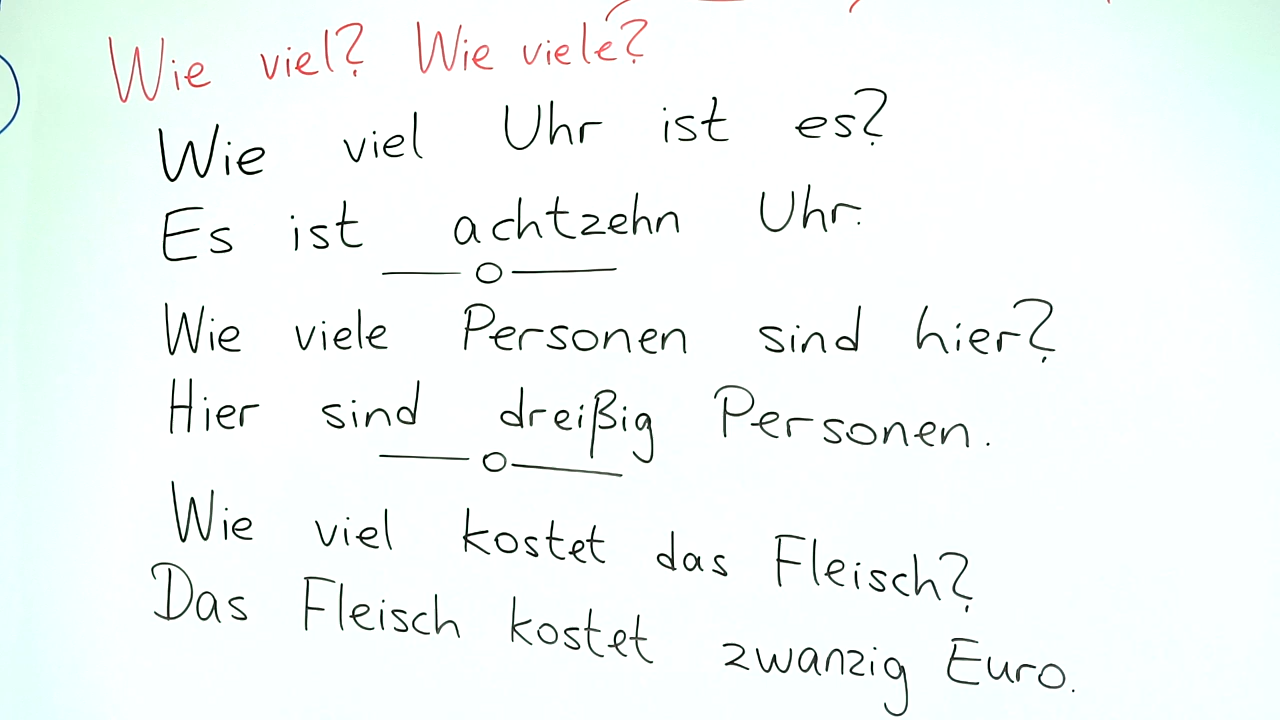 Wie viel? Wie viele?
Wie viel Uhr ist es?
Es ist achtzehn Uhr.
Wie viele Personen sind hier?
Hier sind dreißig Personen.
Wie viel kostet das Fleisch?
Das Fleisch kostet zwanzig Euro.